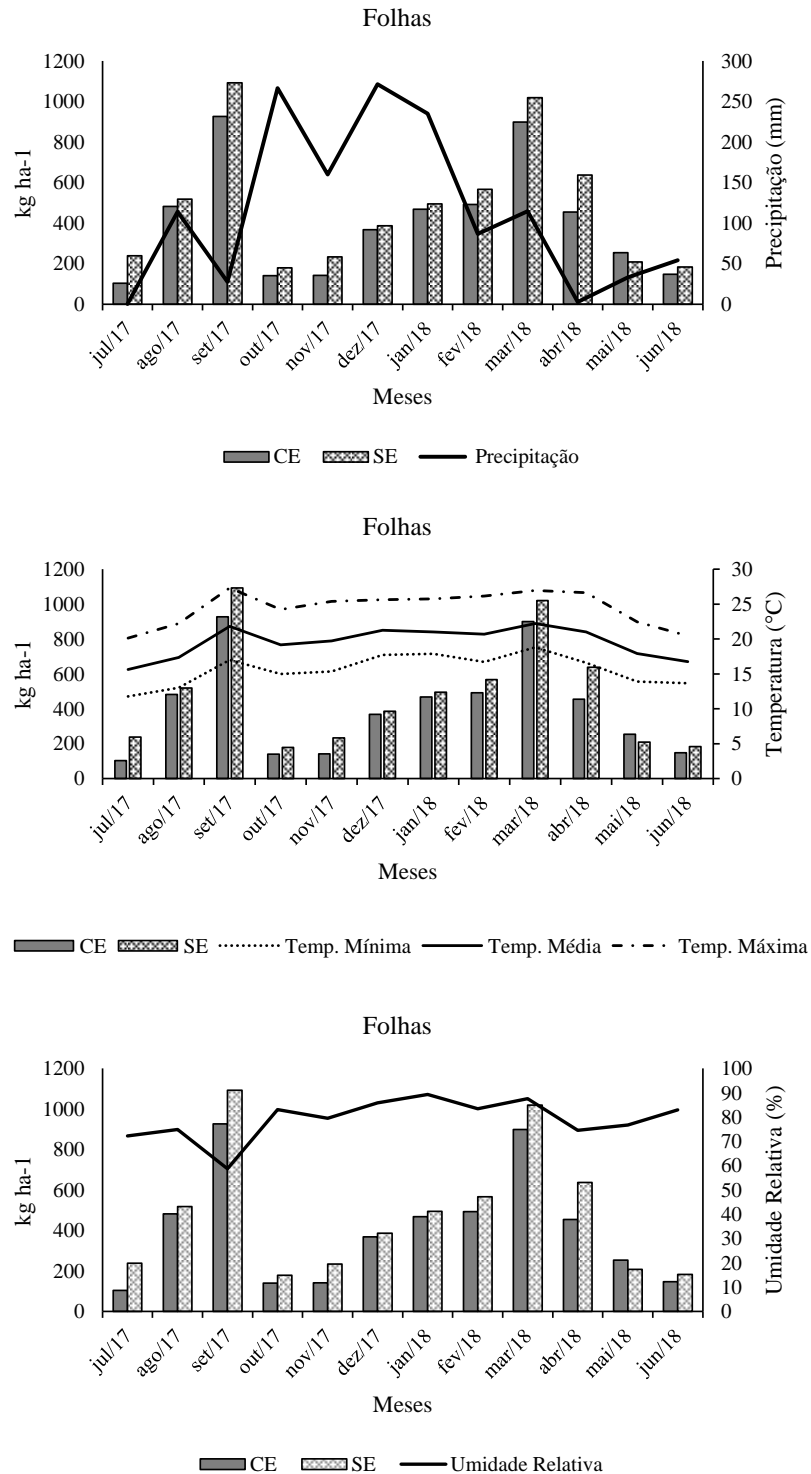 Folhas
1200
1000
800
600
400
200
0
kg ha-1
300
250
200
150
100
50
0
Precipitação (mm)
jul/17
ago/17
set/17
out/17
nov/17
dez/17
jan/18
fev/18
mar/18
abr/18
mai/18
jun/18
Meses
CE SE Precipitação
Folhas
1200
1000
800
600
400
200
0
kg ha-1
30
25
20
15
10
5
0
Temperatura (°C)
jul/17
ago/17
set/17
out/17
nov/17
dez/17
jan/18
fev/18
mar/18
abr/18
mai/18
jun/18
Meses
CE SE Temp. Mínima Temp. Média Temp. Máxima
Folhas
1200
1000
800
600
400
200
0
kg ha-1
100
90
80
70
60
50
40
30
20
10
0
Umidade Relativa (%)
jul/17
ago/17
set/17
out/17
nov/17
dez/17
jan/18
fev/18
mar/18
abr/18
mai/18
jun/18
Meses
CE SE Umidade Relativa